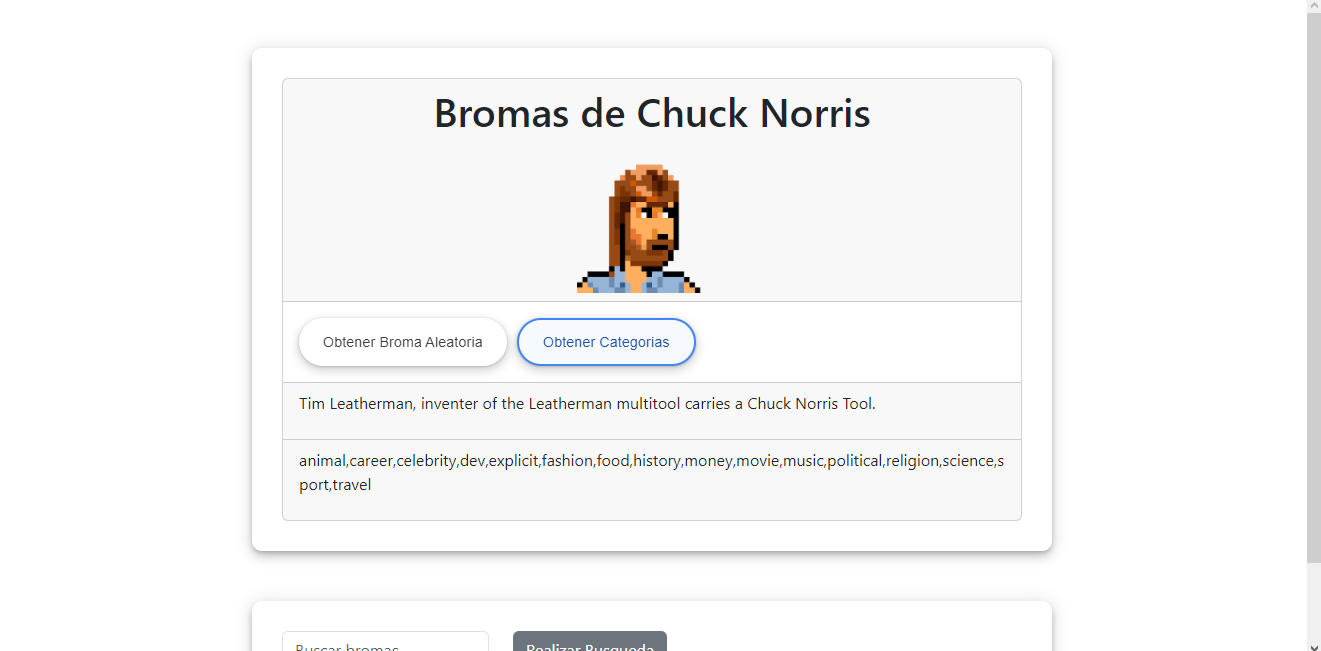 Bromas de Chuck Norris
Obtener Broma Aleatoria
Obtener Categorias
Tim Leatherman, inventer of the Leatherman multitool carries a Chuck Norris Tool.
animal,career,celebrity,dev,explicit,fashion,food,history,money,movie,music,political,religion,science,s
port,travel
Buscar bromas
Realizar Busqueda